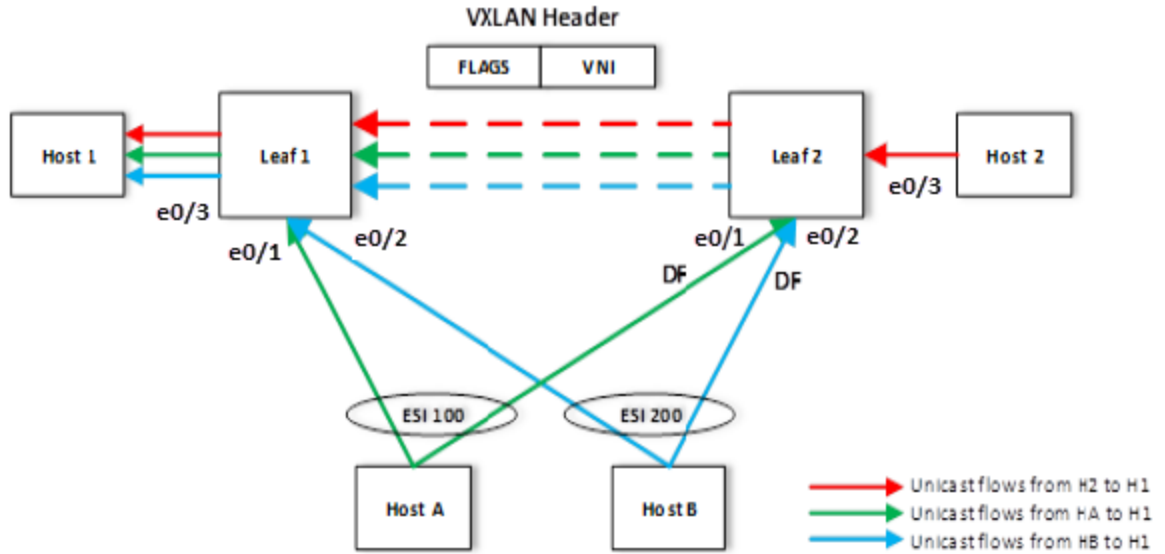 VXLAN Header
FLAGS VNI
Host 1
Leaf 1
Leaf 2
Host 2
e0/3
e0/3
e0/1
e0/2
e0/1
e0/2
DF
DF
ESI 100
ESI 200
Host A
Host B
Unicast flows from H2 to H1
Unicast flows from HA to H1
Unicast flows from HB to H1